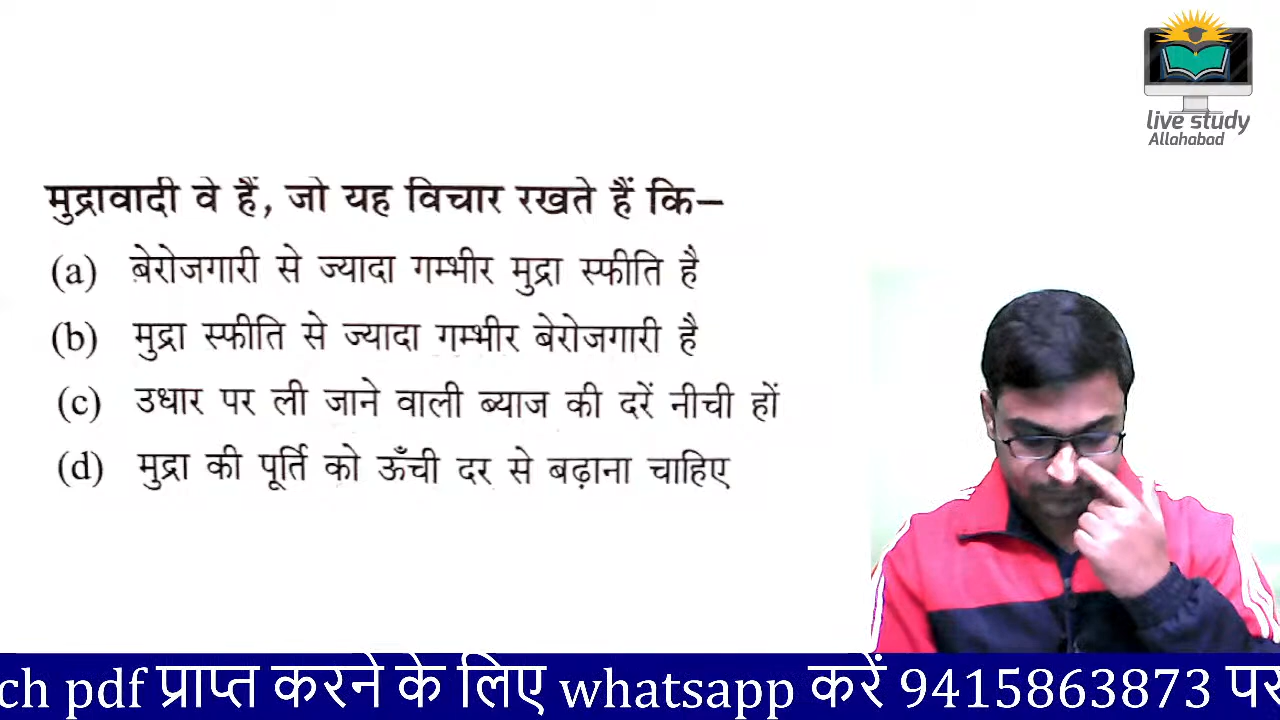 live study
Allahabad
मुद्रावादी वे हैं, जो यह विचार रखते हैं कि–
(a) बेरोजगारी से ज्यादा गम्भीर मुद्रा स्फीति है
(b) मुद्रा स्फीति से ज्यादा गम्भीर बेरोजगारी है
(c) उधार पर ली जाने वाली ब्याज की दरें नीची हों
(d) मुद्रा की पूर्ति को ऊँची दर से बढ़ाना चाहिए
ch pdf प्राप्त करने के लिए whatsapp करें 9415863873 पर